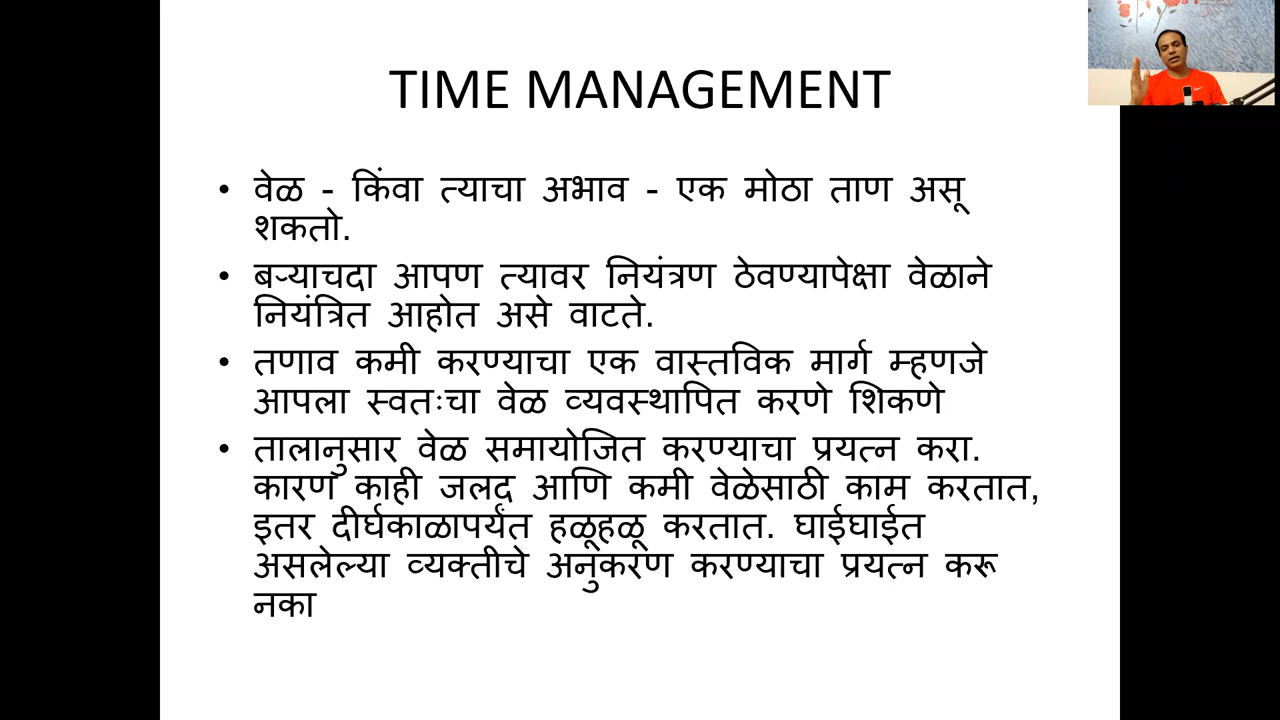 TIME MANAGEMENT
• वेळ - किंवा त्याचा अभाव - एक मोठा ताण असू
शकतो.
• बऱ्याचदा आपण त्यावर नियंत्रण ठेवण्यापेक्षा वेळाने
नियंत्रित आहोत असे वाटते.
• तणाव कमी करण्याचा एक वास्तविक मार्ग म्हणजे
आपला स्वतःचा वेळ व्यवस्थापित करणे शिकणे
• तालानुसार वेळ समायोजित करण्याचा प्रयत्न करा.
कारण काही जलद आणि कमी वेळेसाठी काम करतात,
इतर दीर्घकाळापर्यंत हळूहळू करतात. घाईघाईत
असलेल्या व्यक्तीचे अनुकरण करण्याचा प्रयत्न करू
नका